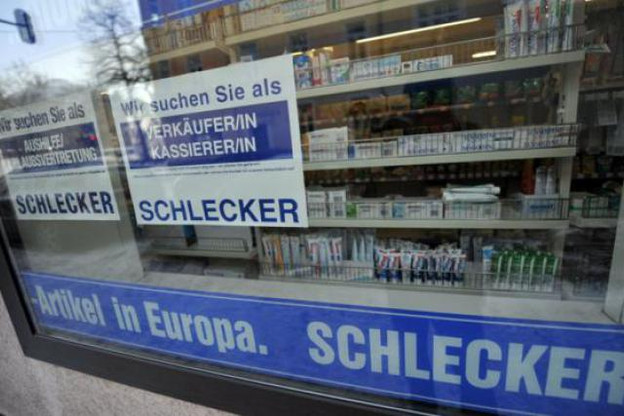 Wir suchen Sie als
AUSHILFE/
URLAUBSVERTRETUNG
SCHLECKER
Wir suchen Sie als
VERKÄUFER/IN
KASSIERER/IN
SCHLECKER
-Artikel in Europa. SCHLECKER